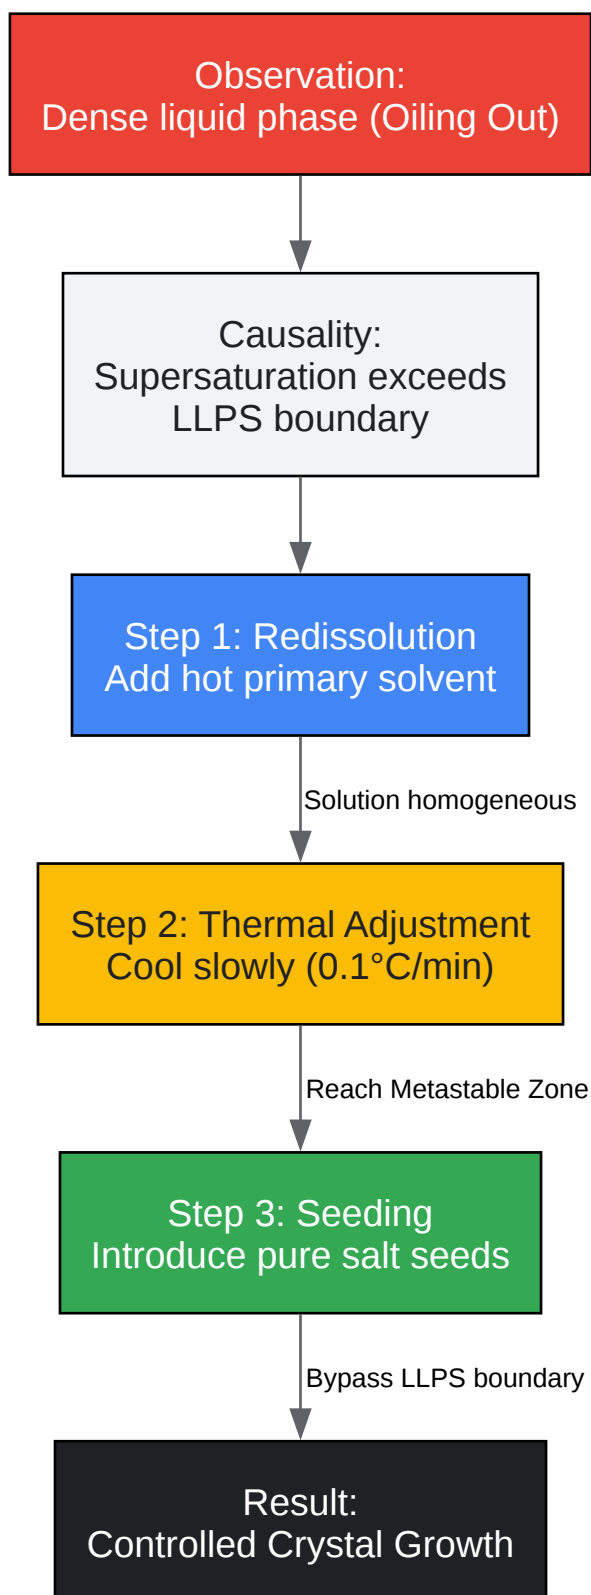 Observation:
Dense liquid phase (Oiling Out)
Causality:
Supersaturation exceeds
LLPS boundary
Step 1: Redissolution
Add hot primary solvent
Solution homogeneous
Step 2: Thermal Adjustment
Cool slowly (0.1°C/min)
Reach Metastable Zone
Step 3: Seeding
Introduce pure salt seeds
Bypass LLPS boundary
Result:
Controlled Crystal Growth